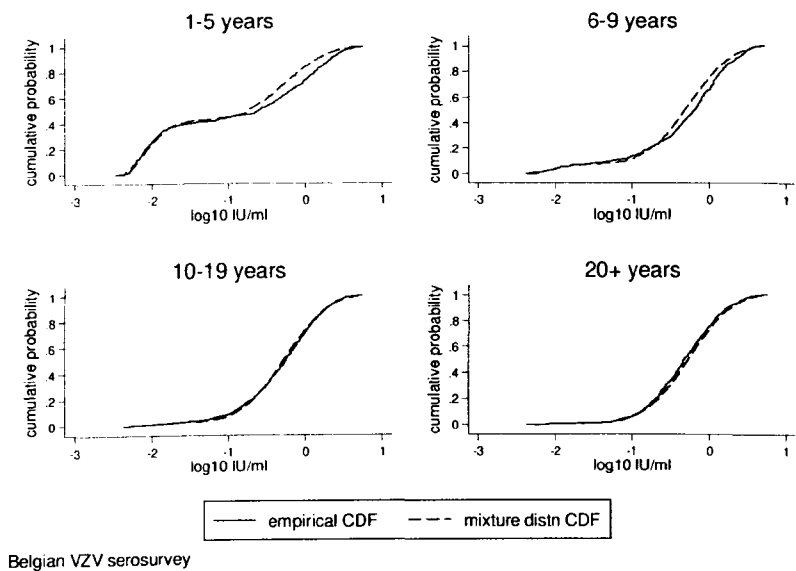 1-5 years
cumulative probability
1
.8
.6
.4
.2
0
-3 -2 -1 0 1
log10 IU/ml
6-9 years
cumulative probability
1
.8
.6
.4
.2
0
-3 -2 -1 0 1
log10 IU/ml
10-19 years
cumulative probability
1
.8
.6
.4
.2
0
-3 -2 -1 0 1
log10 IU/ml
20+ years
cumulative probability
1
.8
.6
.4
.2
0
-3 -2 -1 0 1
log10 IU/ml
empirical CDF mixture distn CDF
Belgian VZV serosurvey